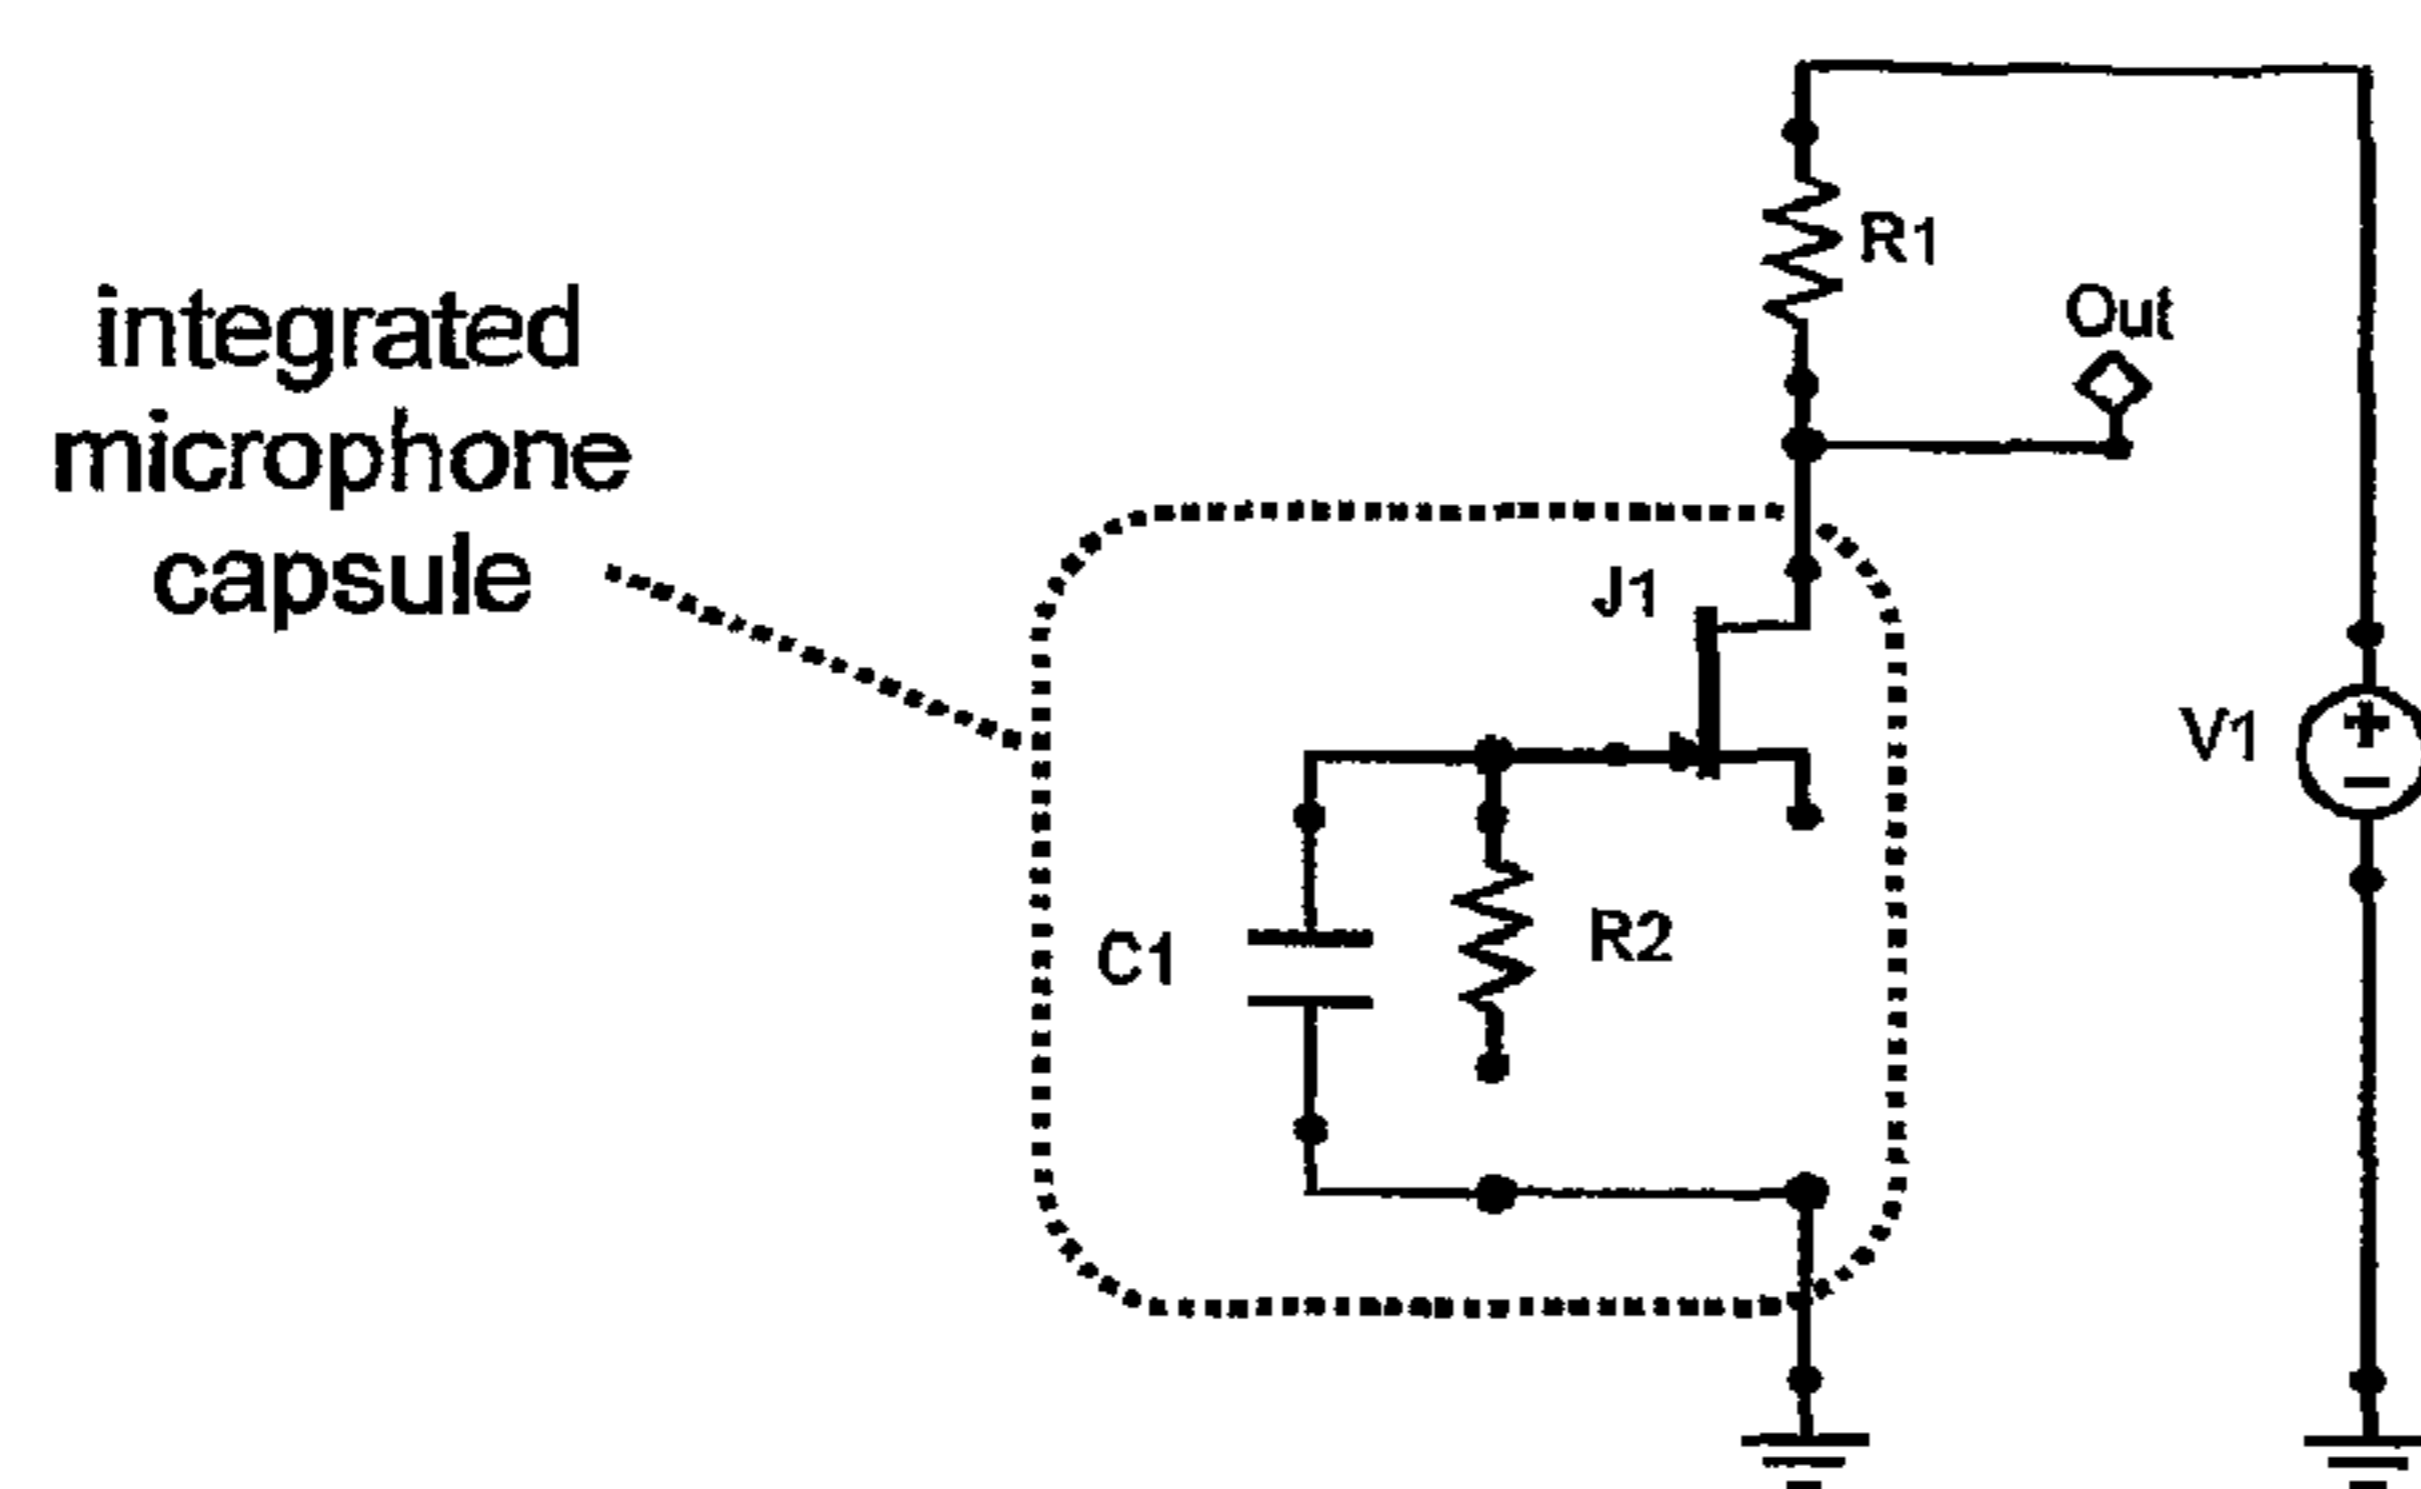 integrated
microphone
capsule
R1
Out
J1
V1
C1
R2